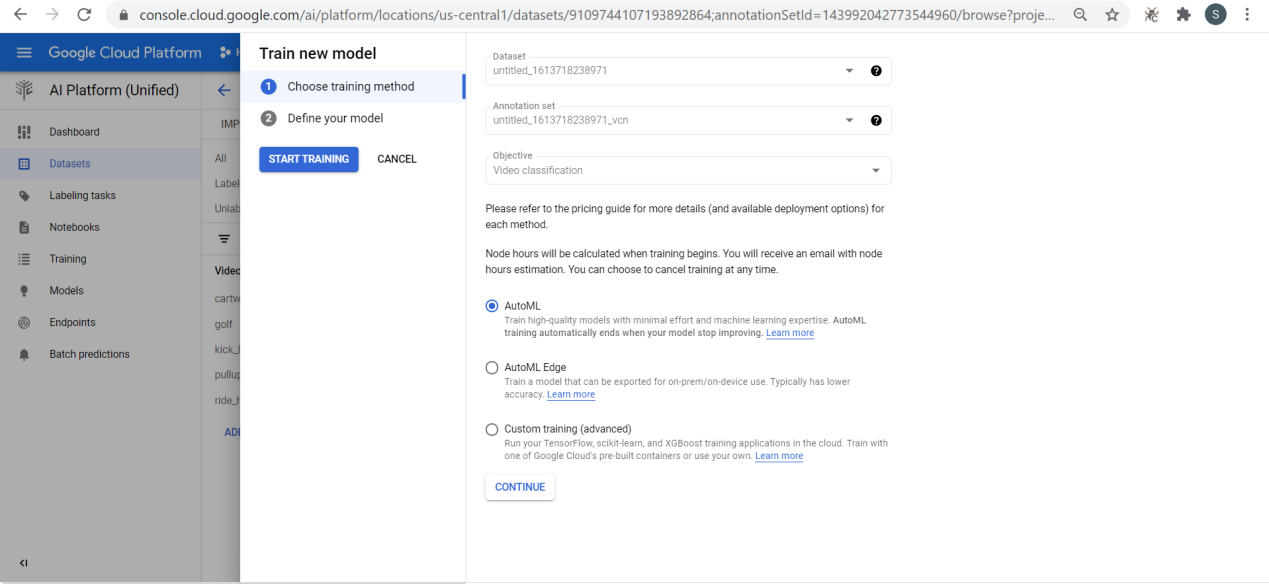 console.cloud.google.com/ai/platform/locations/us-central1/datasets/9109744107193892864;annotationSetId=143992042773544960/browse?proje...
S
Google Cloud Platform
Train new model
1 Choose training method
2 Define your model
START TRAINING CANCEL
AI Platform (Unified)
Dashboard
Datasets
Labeling tasks
Notebooks
Training
Models
Endpoints
Batch predictions
IMP
All
Label
Unlab
Video
cartw
golf
kick_
pullup
ride_
ADD
Dataset
untitled_1613718238971
Annotation set
untitled_1613718238971_vcn
Objective
Video classification
Please refer to the pricing guide for more details (and available deployment options) for
each method.
Node hours will be calculated when training begins. You will receive an email with node
hours estimation. You can choose to cancel training at any time.
AutoML
Train high-quality models with minimal effort and machine learning expertise. AutoML
training automatically ends when your model stop improving. Learn more
AutoML Edge
Train a model that can be exported for on-prem/on-device use. Typically has lower
accuracy. Learn more
Custom training (advanced)
Run your TensorFlow, scikit-learn, and XGBoost training applications in the cloud. Train with
one of Google Cloud's pre-built containers or use your own. Learn more
CONTINUE